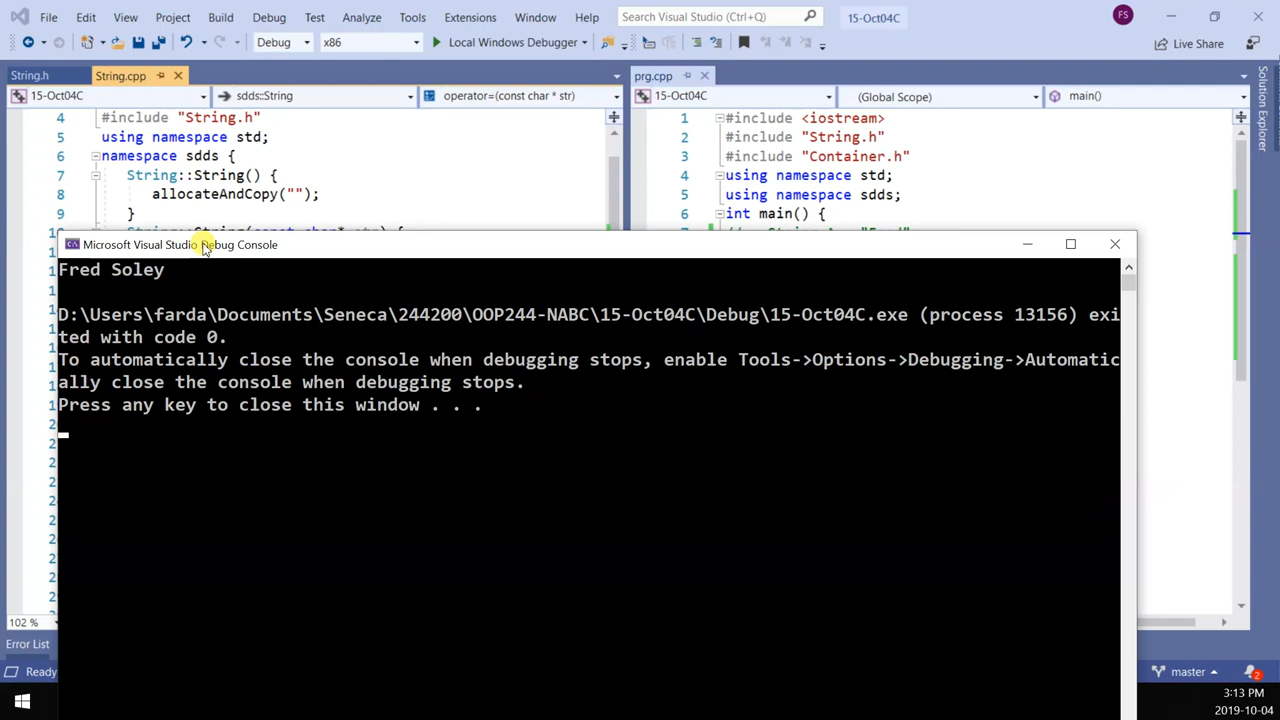 File Edit View Project Build Debug Test Analyze Tools Extensions Window Help Search Visual Studio (Ctrl+Q) 15-Oct04C FS
Debug x86 Local Windows Debugger Live Share
String.h String.cpp
15-Oct04C sdds::String operator=(const char * str)
4 #include "String.h"
5 using namespace std;
6 namespace sdds {
7 String::String() {
8 allocateAndCopy("");
9 }
prg.cpp
15-Oct04C (Global Scope) main()
1 #include <iostream>
2 #include "String.h"
3 #include "Container.h"
4 using namespace std;
5 using namespace sdds;
6 int main() {
Solution Explorer
Microsoft Visual Studio Debug Console
Fred Soley
D:\Users\farda\Documents\Seneca\244200\OOP244-NABC\15-Oct04C\Debug\15-Oct04C.exe (process 13156) exi
ted with code 0.
To automatically close the console when debugging stops, enable Tools->Options->Debugging->Automatic
ally close the console when debugging stops.
Press any key to close this window . . .
102 %
Error List
Ready master 2
3:13 PM
2019-10-04